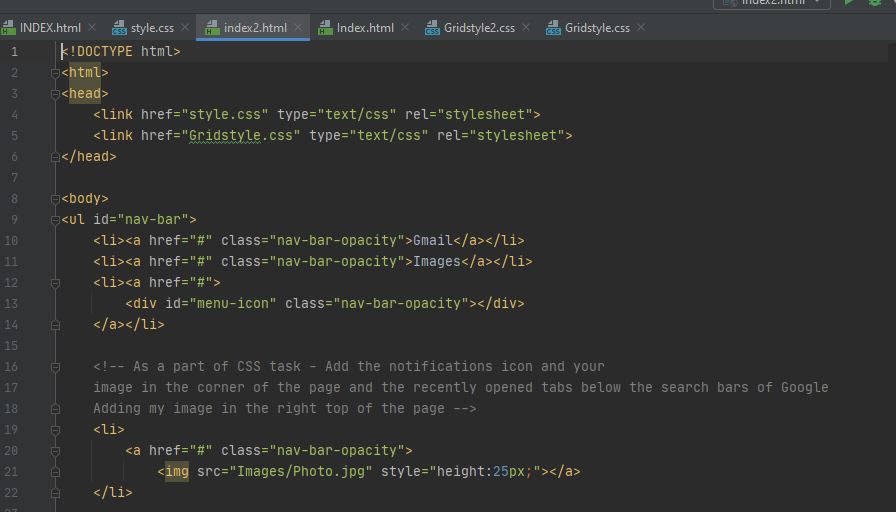 index2.html
INDEX.html style.css index2.html Index.html Gridstyle2.css Gridstyle.css
1 <!DOCTYPE html>
2 <html>
3 <head>
4 <link href="style.css" type="text/css" rel="stylesheet">
5 <link href="Gridstyle.css" type="text/css" rel="stylesheet">
6 </head>
7
8 <body>
9 <ul id="nav-bar">
10 <li><a href="#" class="nav-bar-opacity">Gmail</a></li>
11 <li><a href="#" class="nav-bar-opacity">Images</a></li>
12 <li><a href="#">
13 <div id="menu-icon" class="nav-bar-opacity"></div>
14 </a></li>
15
16 <!-- As a part of CSS task - Add the notifications icon and your
17 image in the corner of the page and the recently opened tabs below the search bars of Google
18 Adding my image in the right top of the page -->
19 <li>
20 <a href="#" class="nav-bar-opacity">
21 <img src="Images/Photo.jpg" style="height:25px;"></a>
22 </li>
23